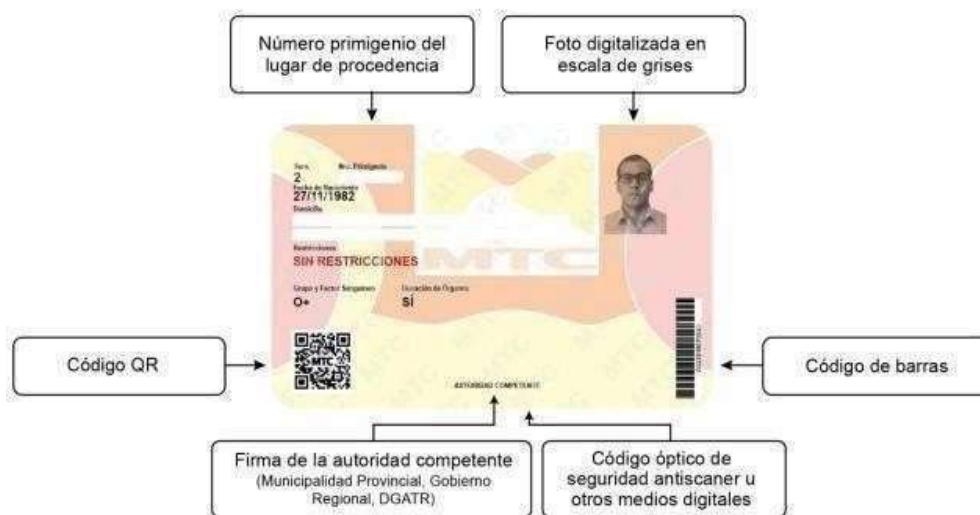 Número primigenio del
lugar de procedencia
Foto digitalizada en
escala de grises
2
Fecha de Nacimiento
27/11/1982
Domicilio
Restricciones
SIN RESTRICCIONES
MTC
Grupo y Factor Sanguíneo Donación de Órganos
O+ SÍ
MTC
AUTORIDAD COMPETENTE
Código QR
Código de barras
Firma de la autoridad competente
(Municipalidad Provincial, Gobierno
Regional, DGATR)
Código óptico de
seguridad antiscaner u
otros medios digitales